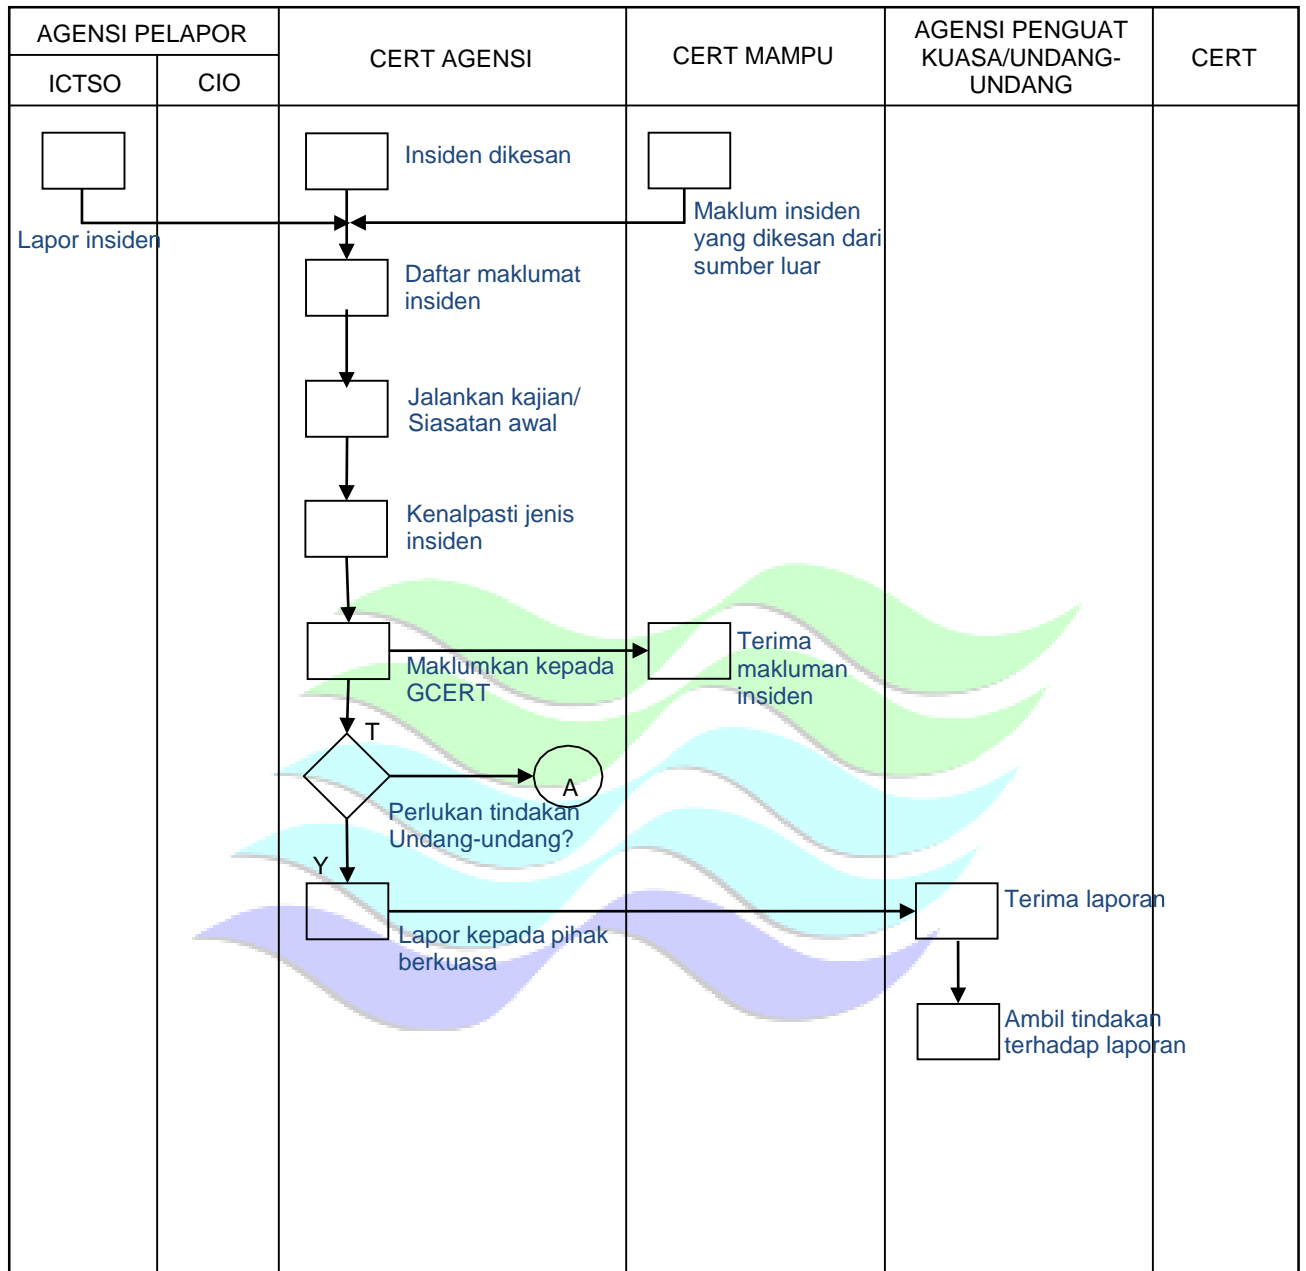 AGENSI PELAPOR
ICTSO
CIO
CERT AGENSI
CERT MAMPU
AGENSI PENGUAT
KUASA/UNDANG-
UNDANG
CERT
Insiden dikesan
Lapor insiden
Maklum insiden
yang dikesan dari
sumber luar
Daftar maklumat
insiden
Jalankan kajian/
Siasatan awal
Kenalpasti jenis
insiden
Maklumkan kepada
GCERT
Terima
makluman
insiden
T
A
Perlukan tindakan
Undang-undang?
Y
Lapor kepada pihak
berkuasa
Terima laporan
Ambil tindakan
terhadap laporan